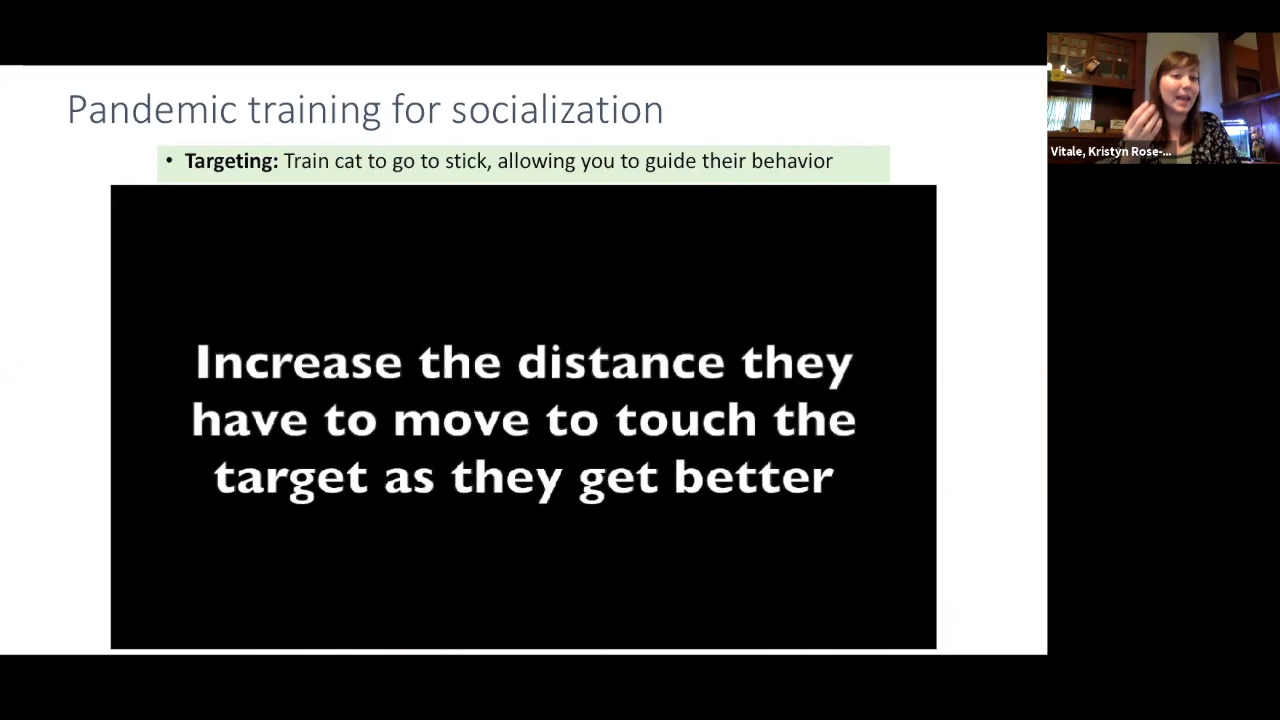 Pandemic training for socialization
• Targeting: Train cat to go to stick, allowing you to guide their behavior
Increase the distance they
have to move to touch the
target as they get better
Vitale, Kristyn Rose-...